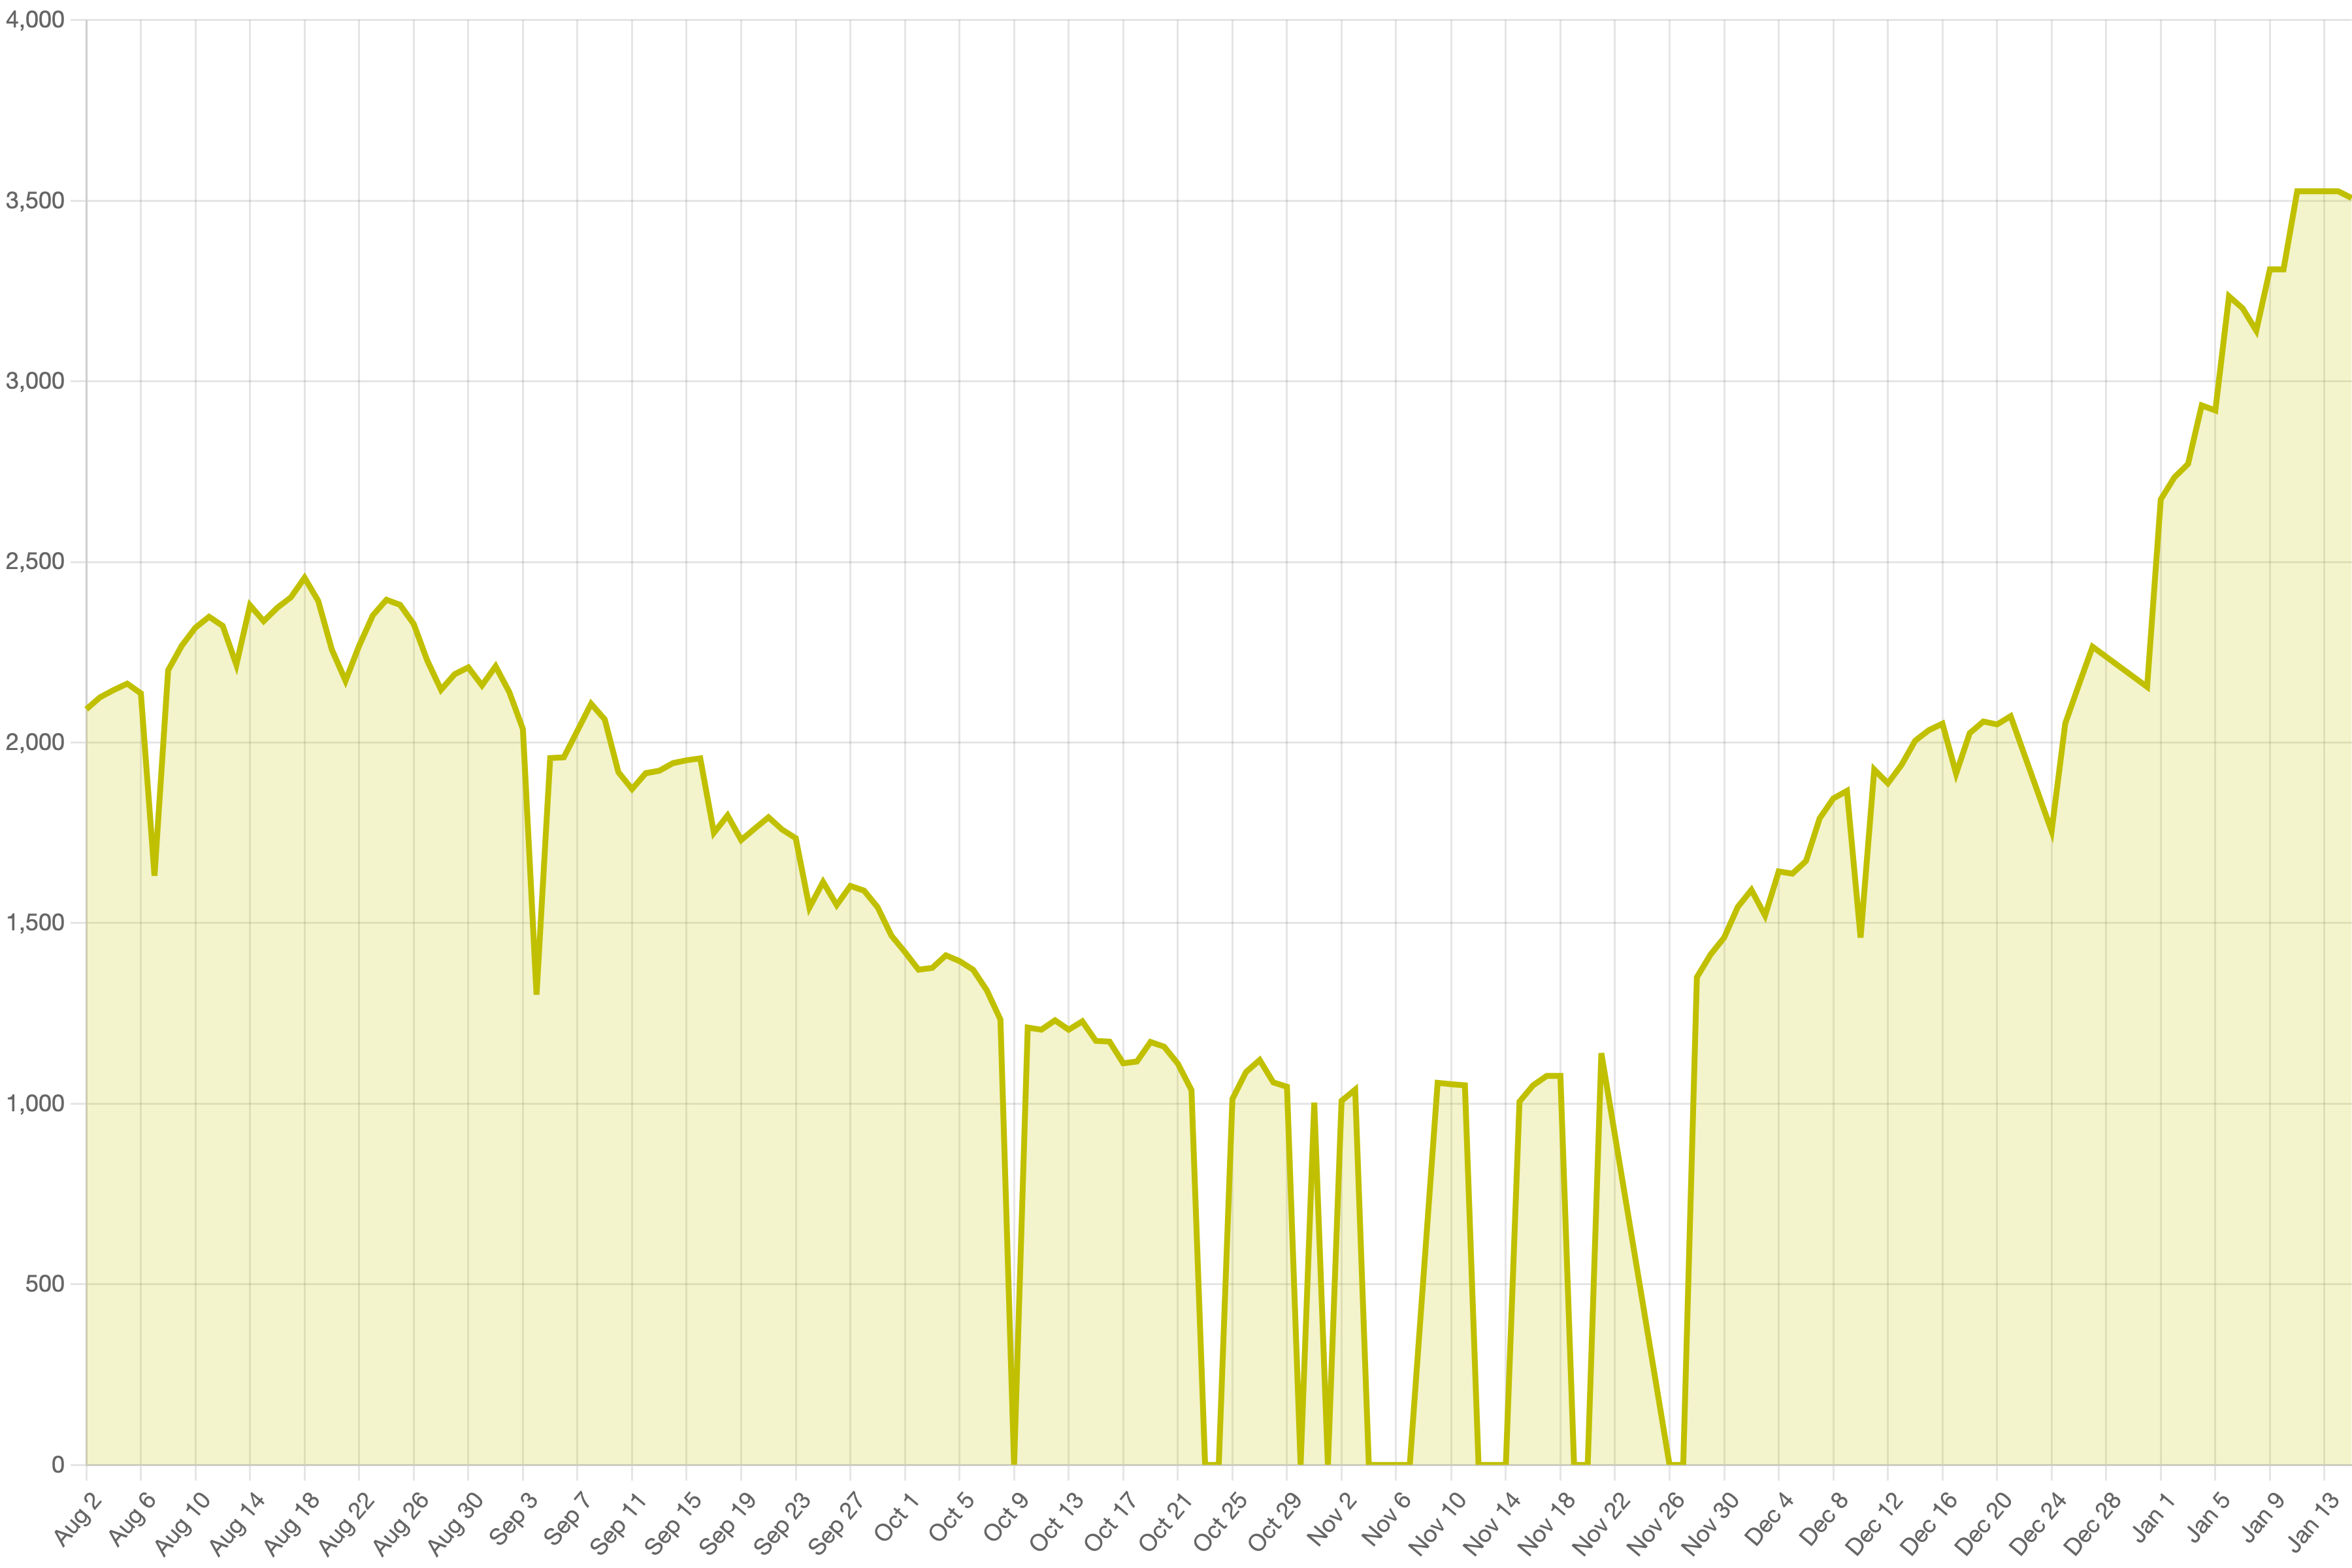 4,000
3,500
3,000
2,500
2,000
1,500
1,000
500
0
Aug 2
Aug 6
Aug 10
Aug 14
Aug 18
Aug 22
Aug 26
Aug 30
Sep 3
Sep 7
Sep 11
Sep 15
Sep 19
Sep 23
Sep 27
Oct 1
Oct 5
Oct 9
Oct 13
Oct 17
Oct 21
Oct 25
Oct 29
Nov 2
Nov 6
Nov 10
Nov 14
Nov 18
Nov 22
Nov 26
Nov 30
Dec 4
Dec 8
Dec 12
Dec 16
Dec 20
Dec 24
Dec 28
Jan 1
Jan 5
Jan 9
Jan 13